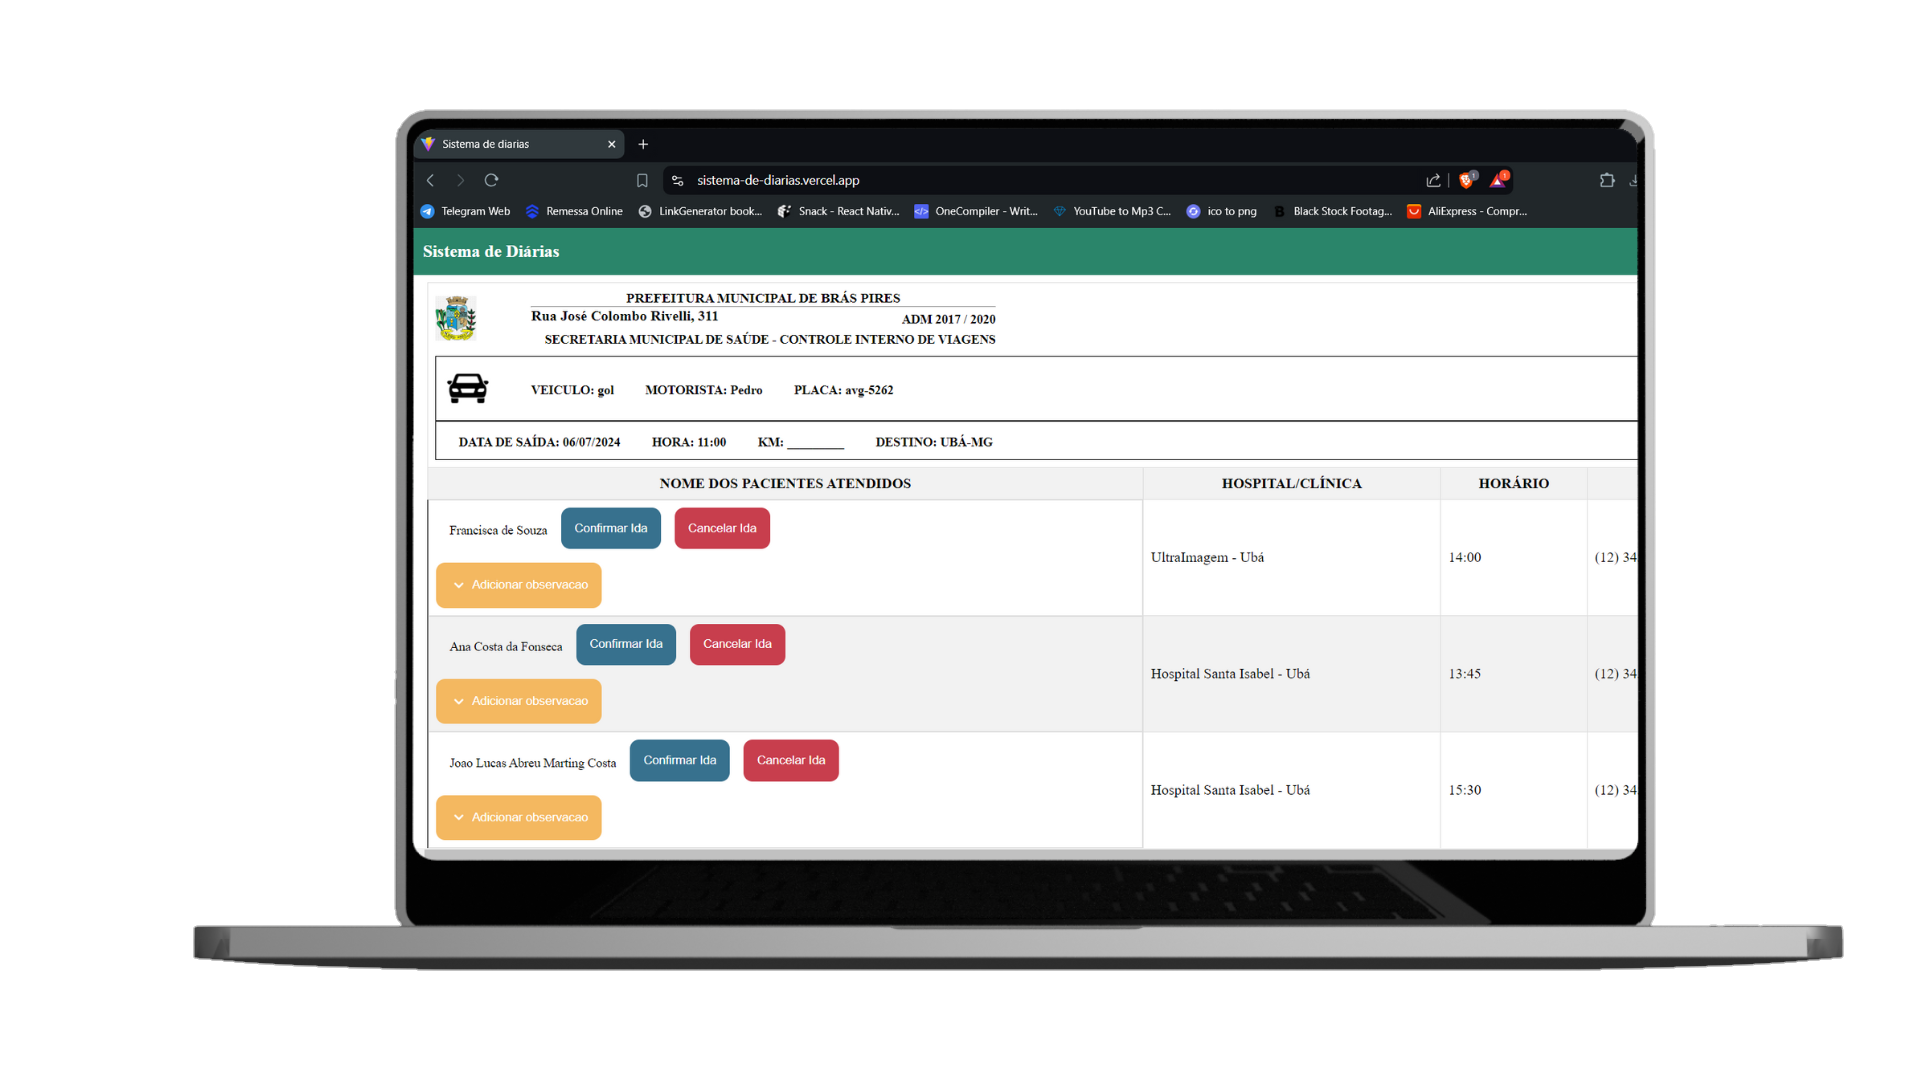 Sistema de diarias
sistema-de-diarias.vercel.app
1 1
Telegram Web Remessa Online LinkGenerator book... Snack - React Nativ... OneCompiler - Writ... YouTube to Mp3 C... ico to png Black Stock Footag... AliExpress - Compr...
Sistema de Diárias
PREFEITURA MUNICIPAL DE BRÁS PIRES
Rua José Colombo Rivelli, 311 ADM 2017 / 2020
SECRETARIA MUNICIPAL DE SAÚDE - CONTROLE INTERNO DE VIAGENS
VEICULO: gol MOTORISTA: Pedro PLACA: avg-5262
DATA DE SAÍDA: 06/07/2024 HORA: 11:00 KM: ________ DESTINO: UBÁ-MG
NOME DOS PACIENTES ATENDIDOS HOSPITAL/CLÍNICA HORÁRIO
Francisca de Souza Confirmar Ida Cancelar Ida
UltraImagem - Ubá 14:00 (12) 34
Adicionar observacao
Ana Costa da Fonseca Confirmar Ida Cancelar Ida
Hospital Santa Isabel - Ubá 13:45 (12) 34
Adicionar observacao
Joao Lucas Abreu Marting Costa Confirmar Ida Cancelar Ida
Hospital Santa Isabel - Ubá 15:30 (12) 34
Adicionar observacao